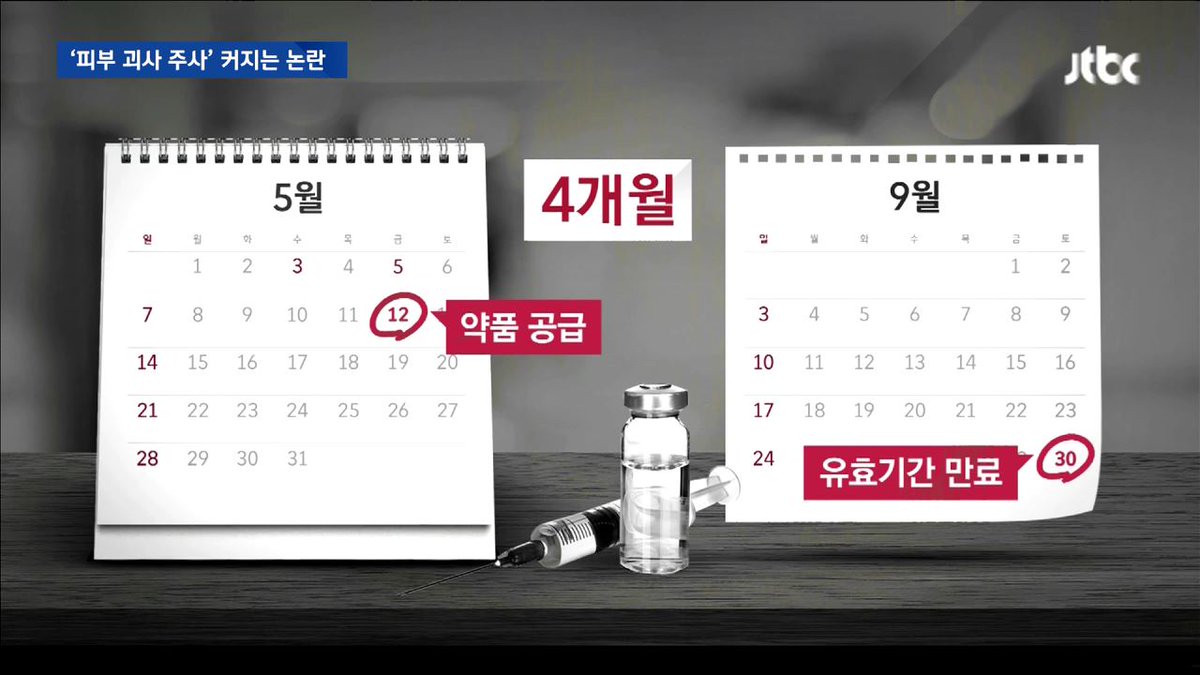 ‘피부 괴사 주사’ 커지는 논란
jtbc
5월
일 월 화 수 목 금 토
1 2 3 4 5 6
7 8 9 10 11 12
14 15 16 17 18 19 20
21 22 23 24 25 26 27
28 29 30 31
약품 공급
4개월
9월
일 월 화 수 목 금 토
1 2
3 4 5 6 7 8 9
10 11 12 13 14 15 16
17 18 19 20 21 22 23
24 30
유효기간 만료